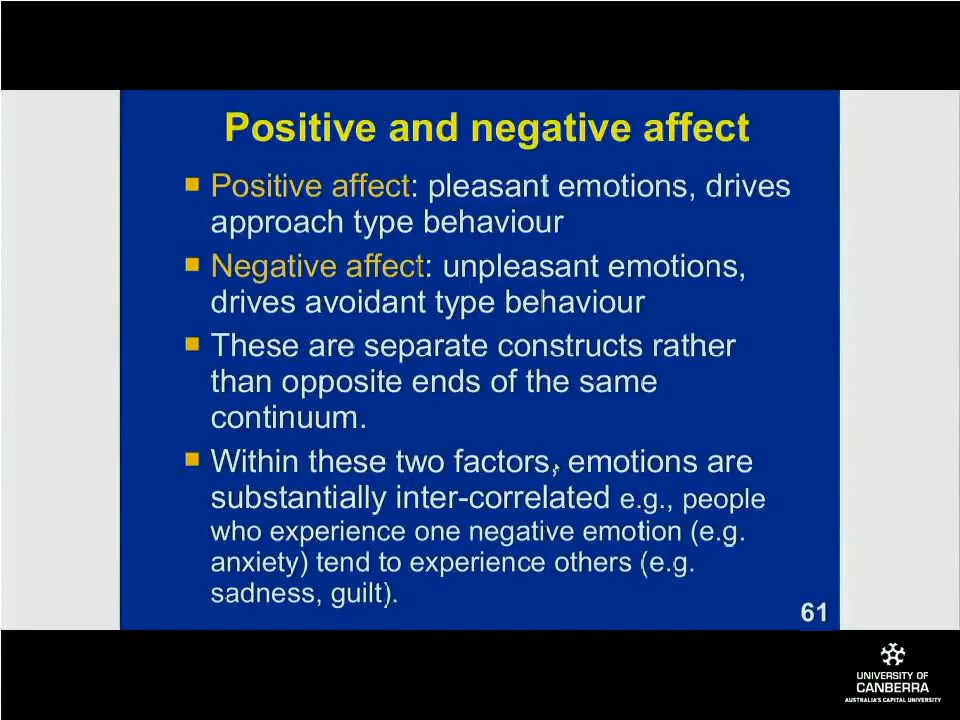 Positive and negative affect
Positive affect: pleasant emotions, drives
approach type behaviour
Negative affect: unpleasant emotions,
drives avoidant type behaviour
These are separate constructs rather
than opposite ends of the same
continuum.
Within these two factors, emotions are
substantially inter-correlated e.g., people
who experience one negative emotion (e.g.
anxiety) tend to experience others (e.g.
sadness, guilt).
61
UNIVERSITY OF
CANBERRA
AUSTRALIA'S CAPITAL UNIVERSITY